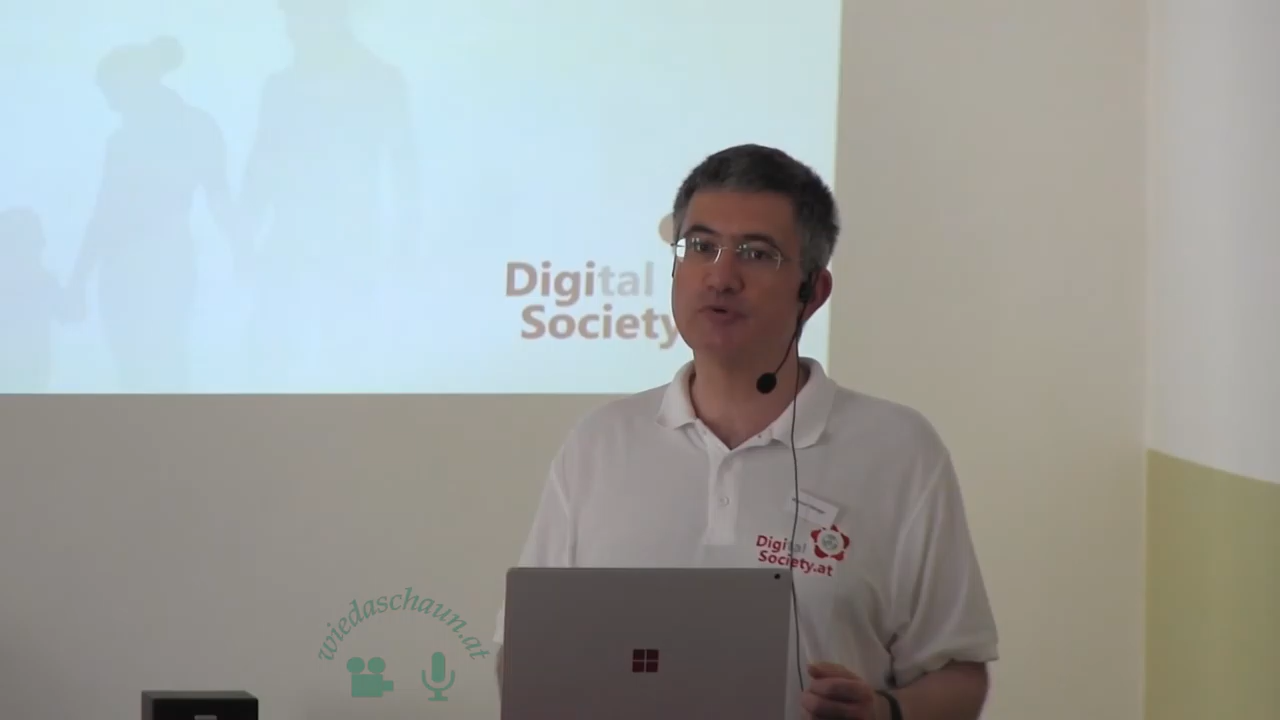 Digital
Society
Digital
Society.at
wiedaschaun.at